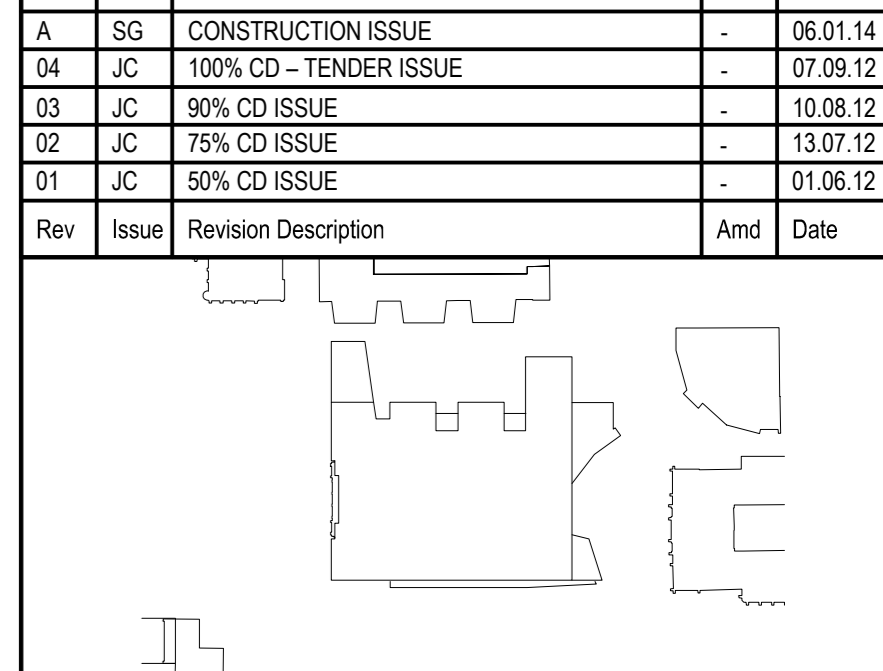 A SG CONSTRUCTION ISSUE - 06.01.14
04 JC 100% CD – TENDER ISSUE - 07.09.12
03 JC 90% CD ISSUE - 10.08.12
02 JC 75% CD ISSUE - 13.07.12
01 JC 50% CD ISSUE - 01.06.12
Rev Issue Revision Description Amd Date